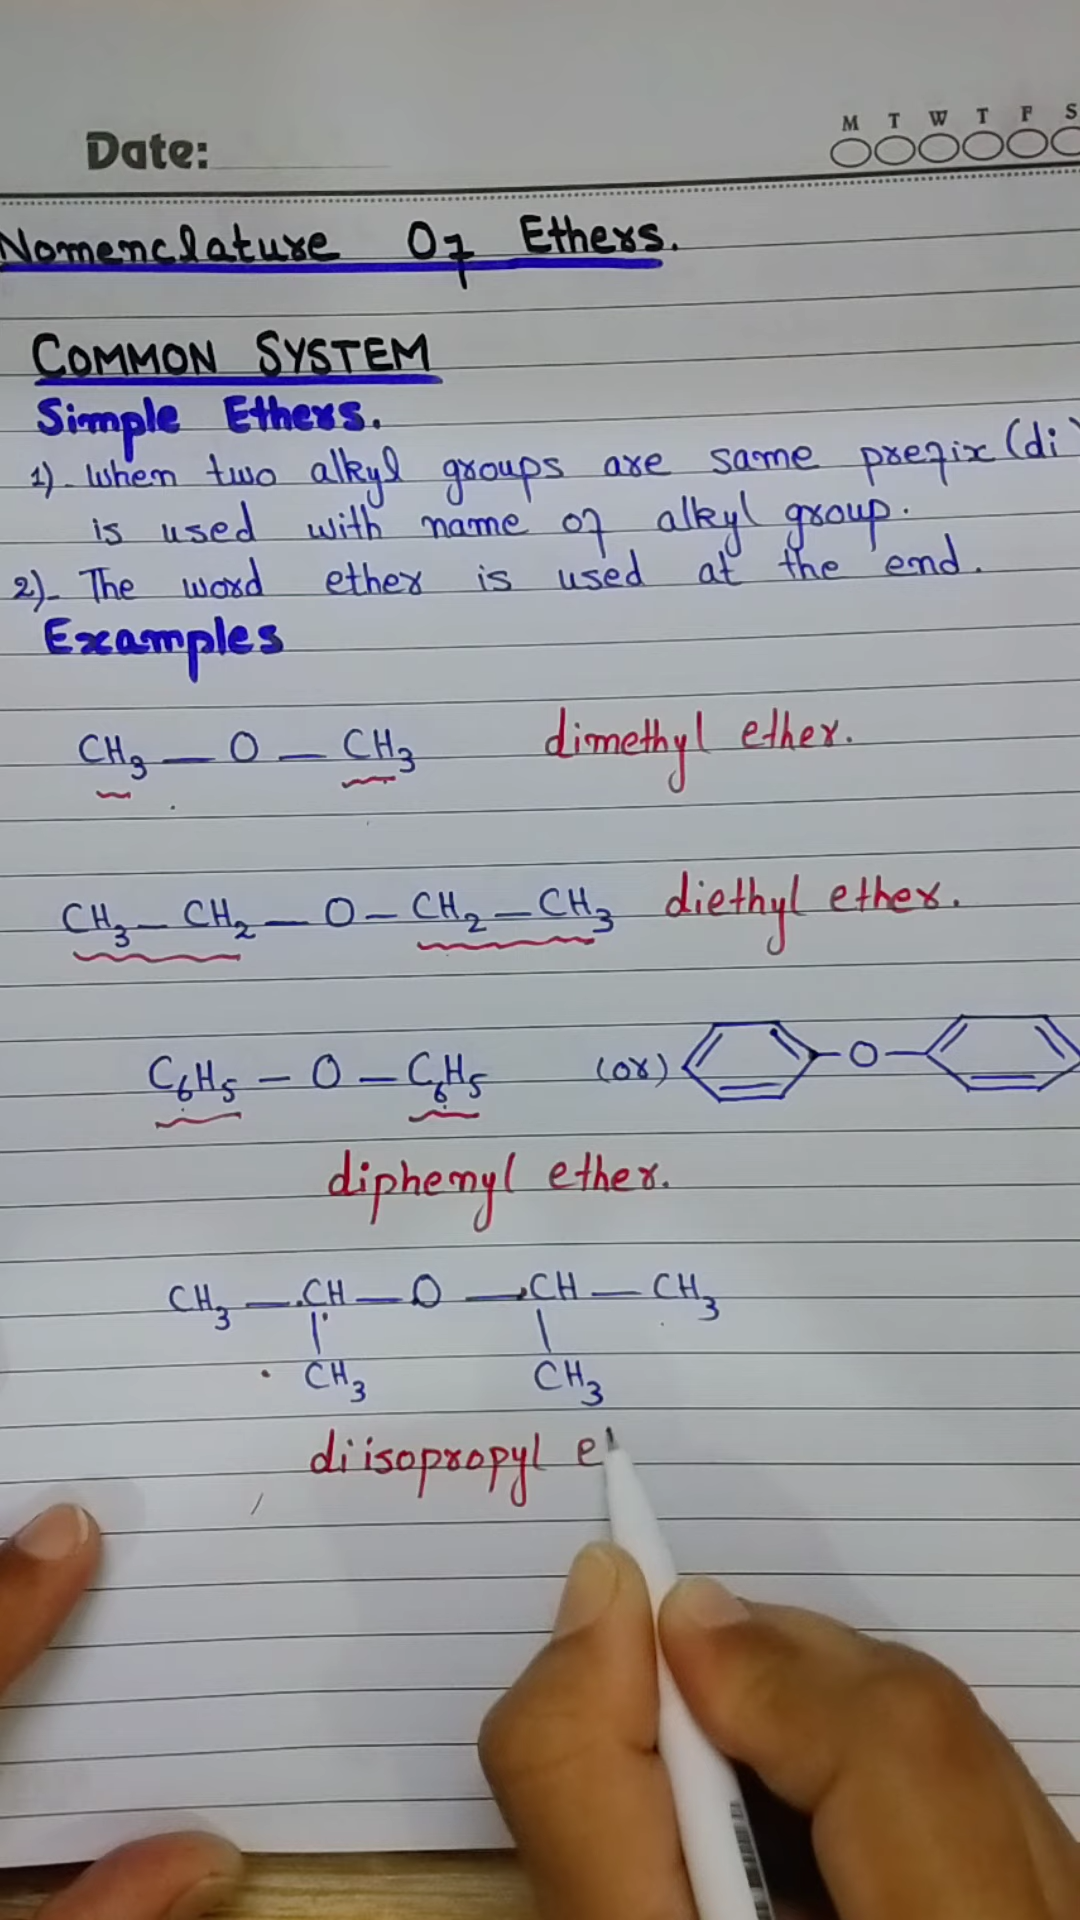 M T W T F S
Date:
Nomenclature Of Ethers.
COMMON SYSTEM
Simple Ethers.
1)- When two alkyl groups are same prefix (di)
is used with name of alkyl group.
2)- The word ether is used at the end.
Examples
CH₃ — O — CH₃ dimethyl ether.
CH₃ — CH₂ — O — CH₂ — CH₃ diethyl ether.
C₆H₅ — O — C₆H₅ (or) — O —
diphenyl ether.
CH₃ — CH — O — CH — CH₃
CH₃ CH₃
diisopropyl e